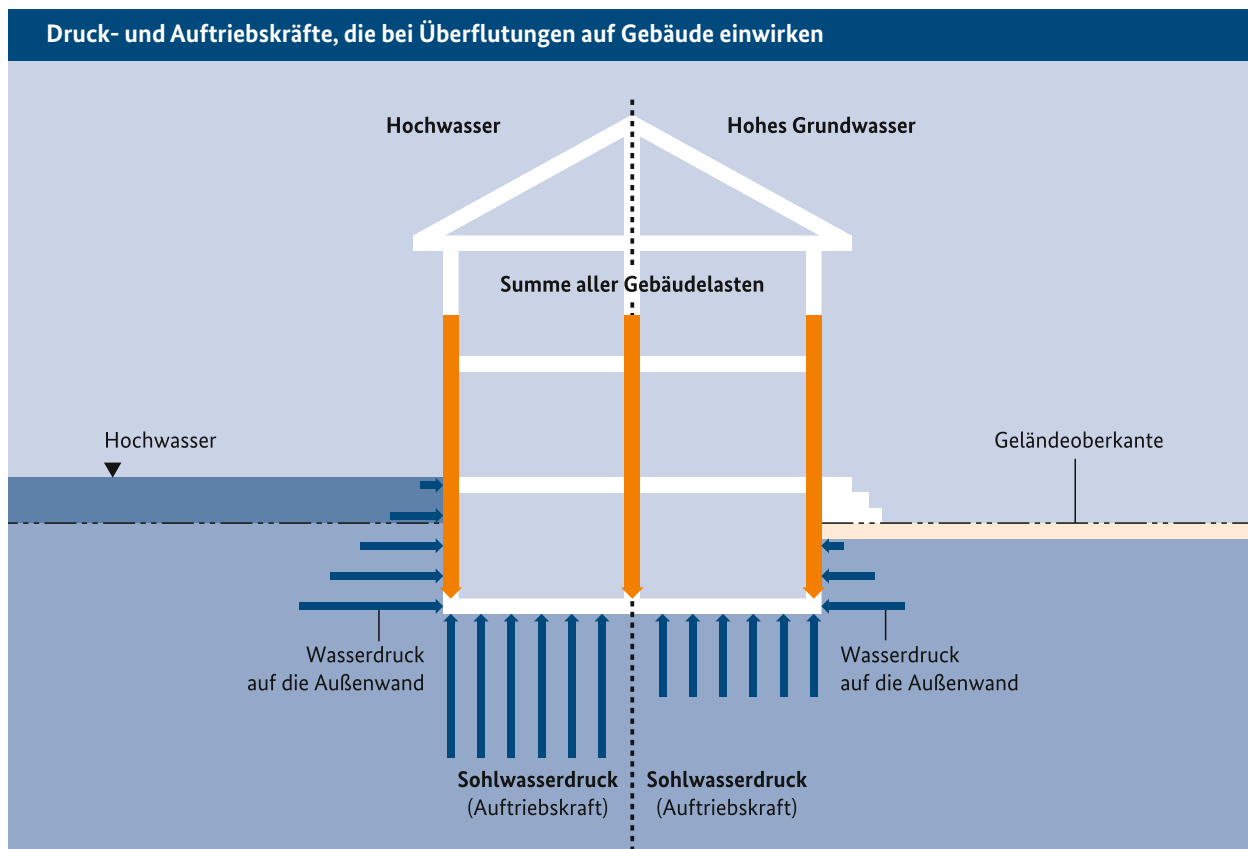 Druck- und Auftriebskräfte, die bei Überflutungen auf Gebäude einwirken
Hochwasser
Hohes Grundwasser
Summe aller Gebäudelasten
Hochwasser
Geländeoberkante
Wasserdruck
auf die Außenwand
Wasserdruck
auf die Außenwand
Sohlwasserdruck
(Auftriebskraft)
Sohlwasserdruck
(Auftriebskraft)